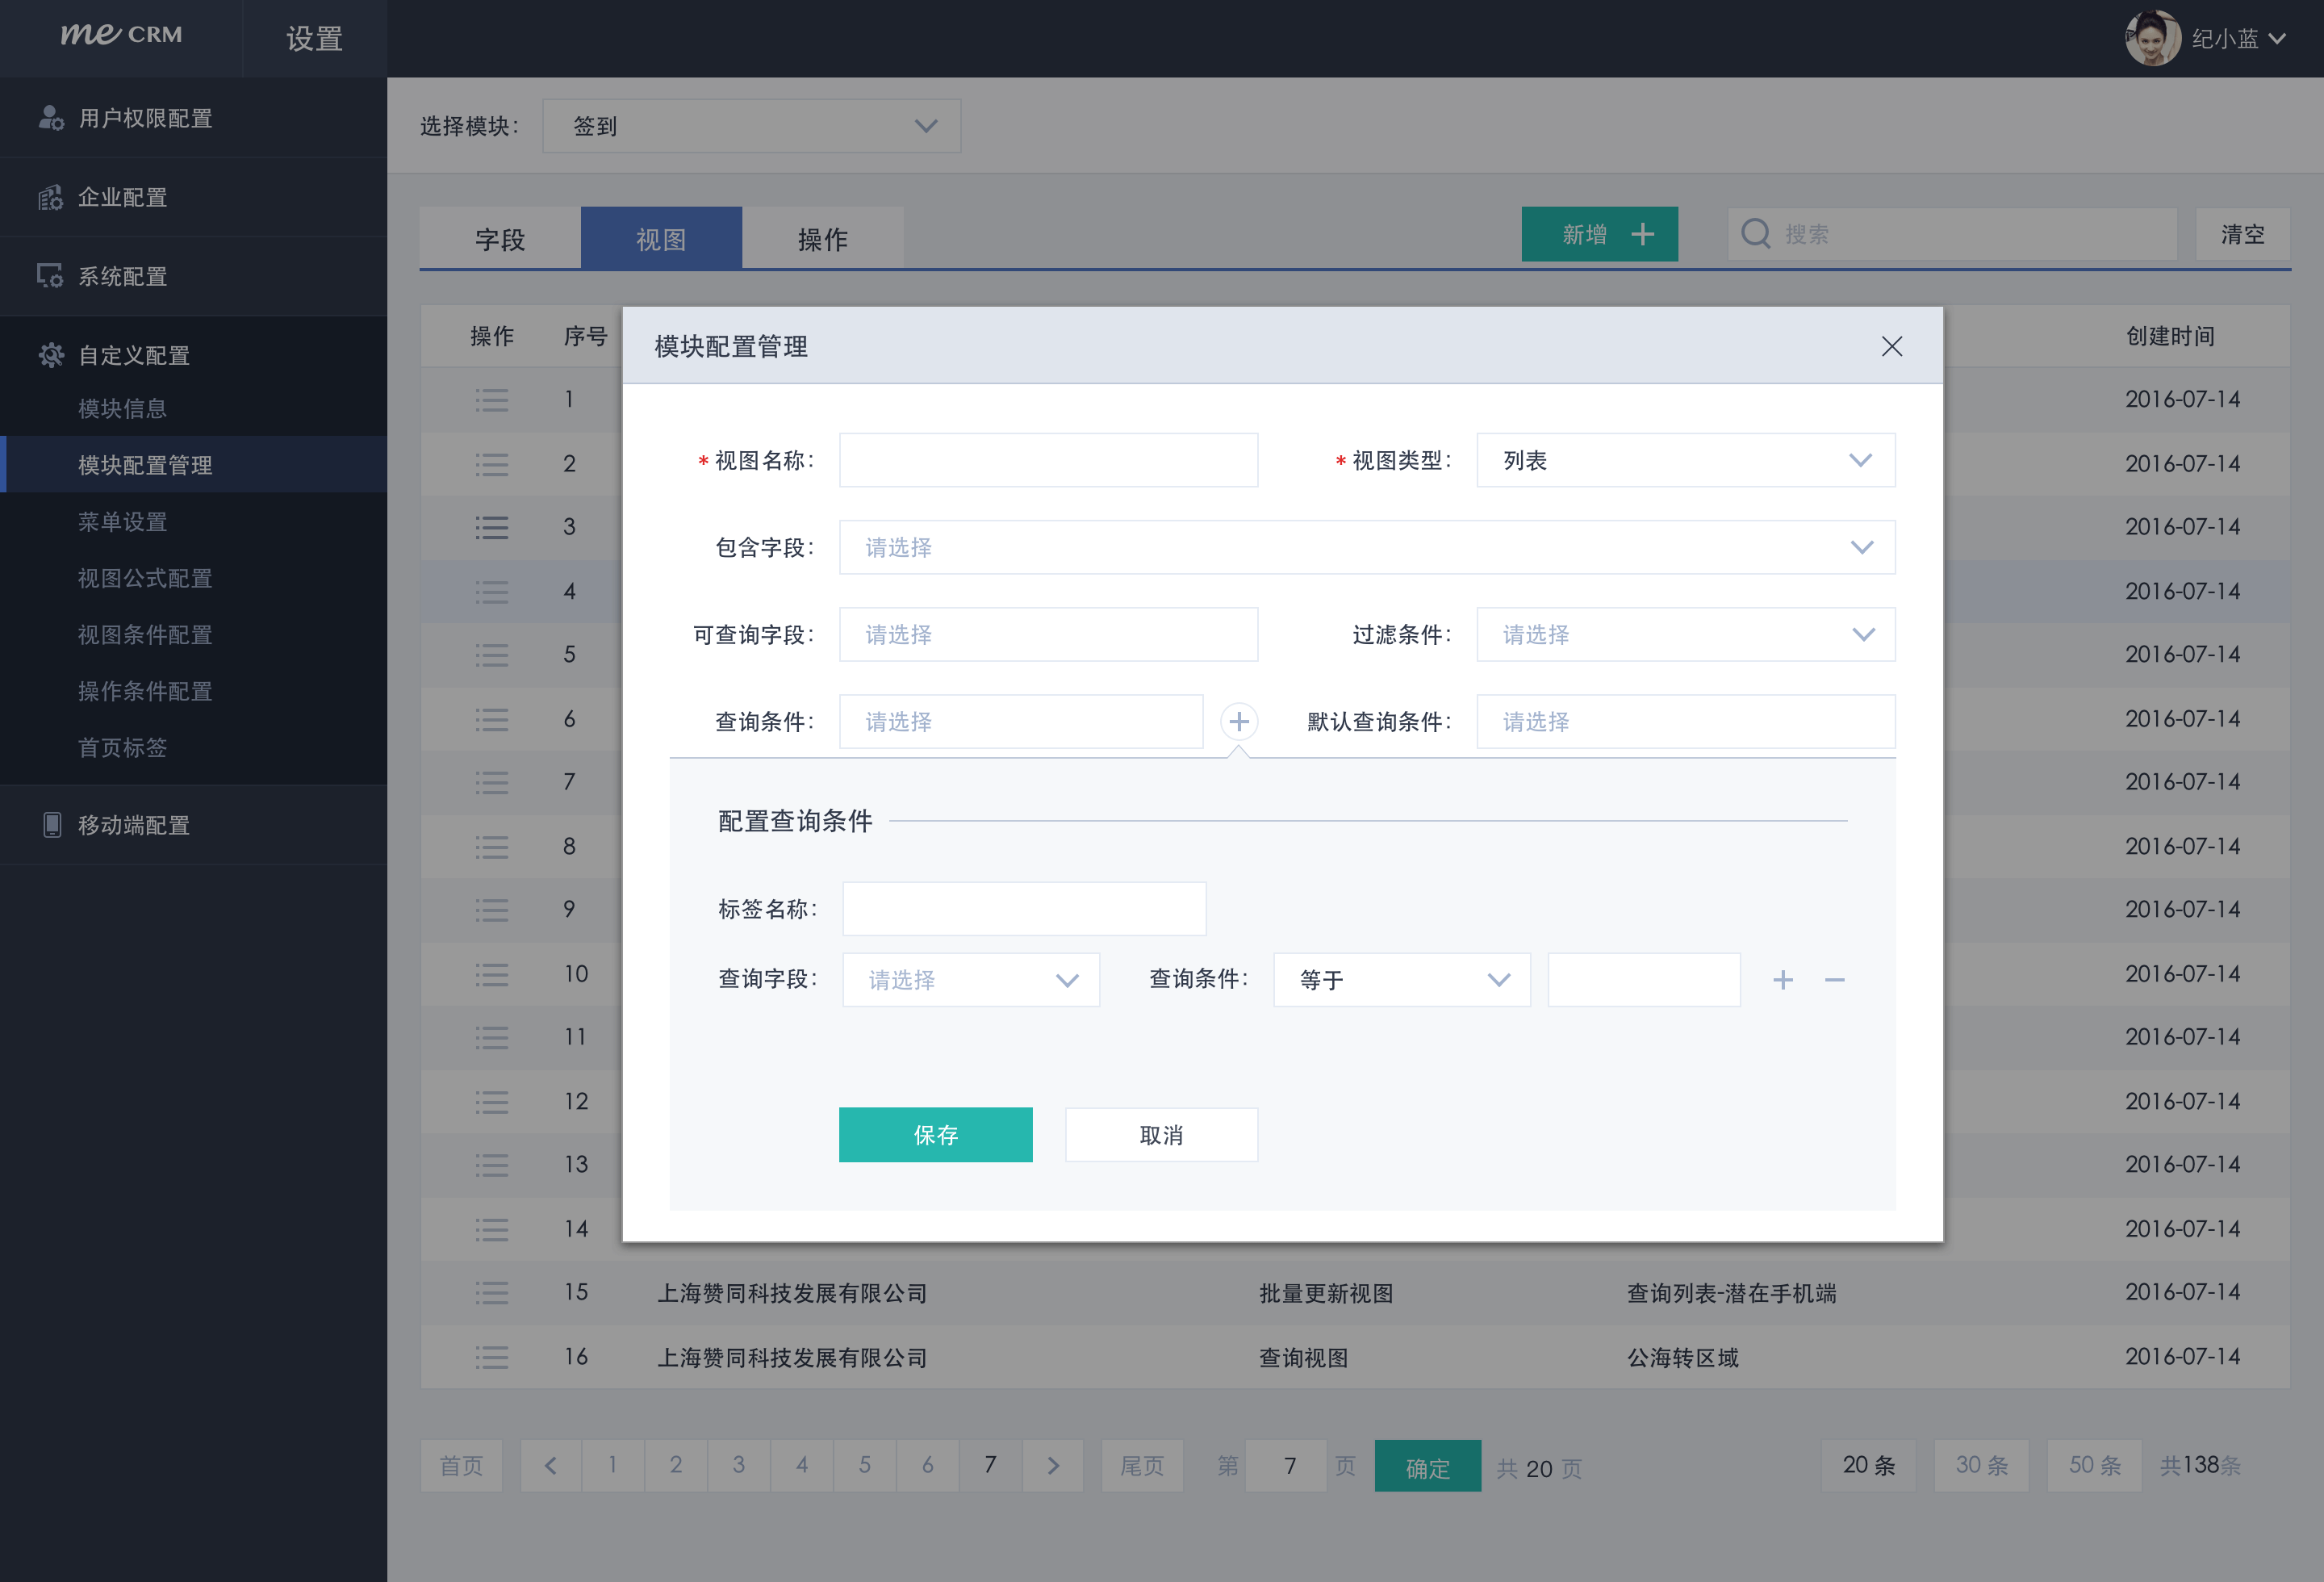 me CRM
设置
纪小蓝
用户权限配置
企业配置
系统配置
自定义配置
模块信息
模块配置管理
菜单设置
视图公式配置
视图条件配置
操作条件配置
首页标签
移动端配置
选择模块： 签到
字段 视图 操作
新增
搜索
清空
操作 序号 创建时间
1 2016-07-14
2 2016-07-14
3 2016-07-14
4 2016-07-14
5 2016-07-14
6 2016-07-14
7 2016-07-14
8 2016-07-14
9 2016-07-14
10 2016-07-14
11 2016-07-14
12 2016-07-14
13 2016-07-14
14 2016-07-14
15 上海赞同科技发展有限公司 批量更新视图 查询列表-潜在手机端 2016-07-14
16 上海赞同科技发展有限公司 查询视图 公海转区域 2016-07-14
模块配置管理
* 视图名称： * 视图类型： 列表
包含字段： 请选择
可查询字段： 请选择 过滤条件： 请选择
查询条件： 请选择 + 默认查询条件： 请选择
配置查询条件
标签名称：
查询字段： 请选择 查询条件： 等于 + −
保存 取消
首页 < 1 2 3 4 5 6 7 > 尾页 第 7 页 确定 共 20 页 20 条 30 条 50 条 共138条